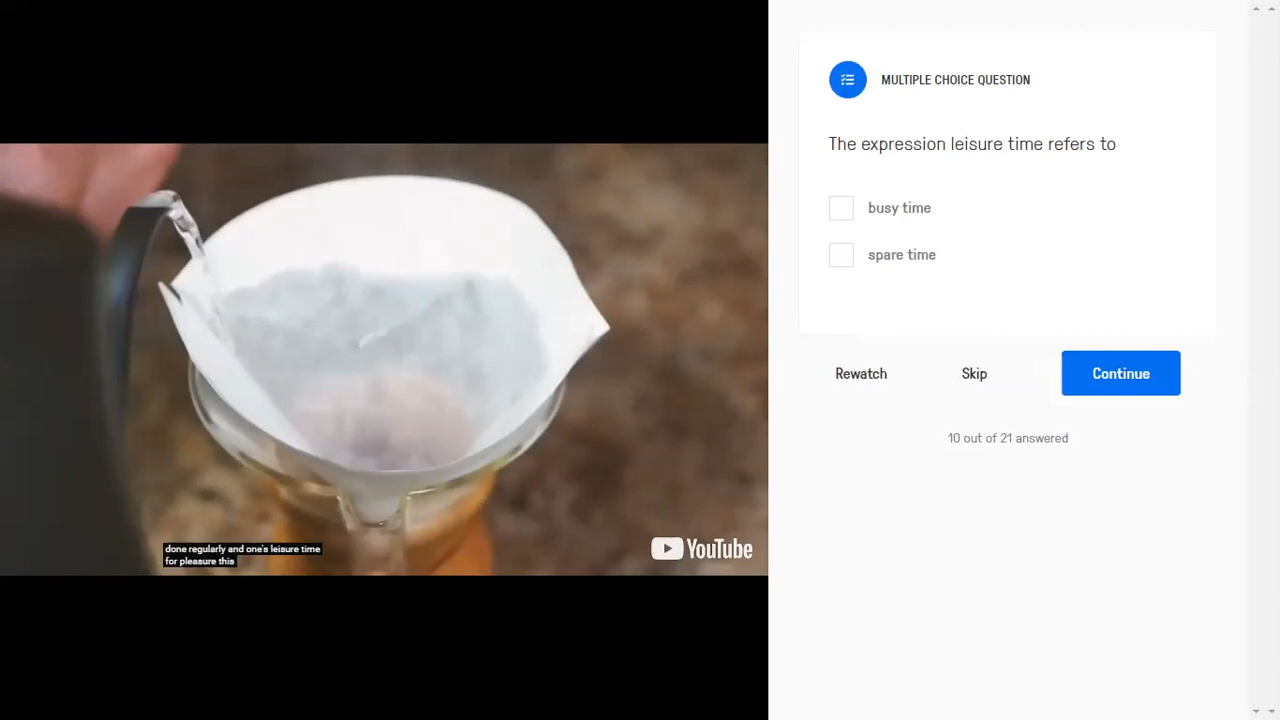 MULTIPLE CHOICE QUESTION
The expression leisure time refers to
busy time
spare time
Rewatch
Skip
Continue
10 out of 21 answered
done regularly and one's leisure time
for pleasure this
YouTube